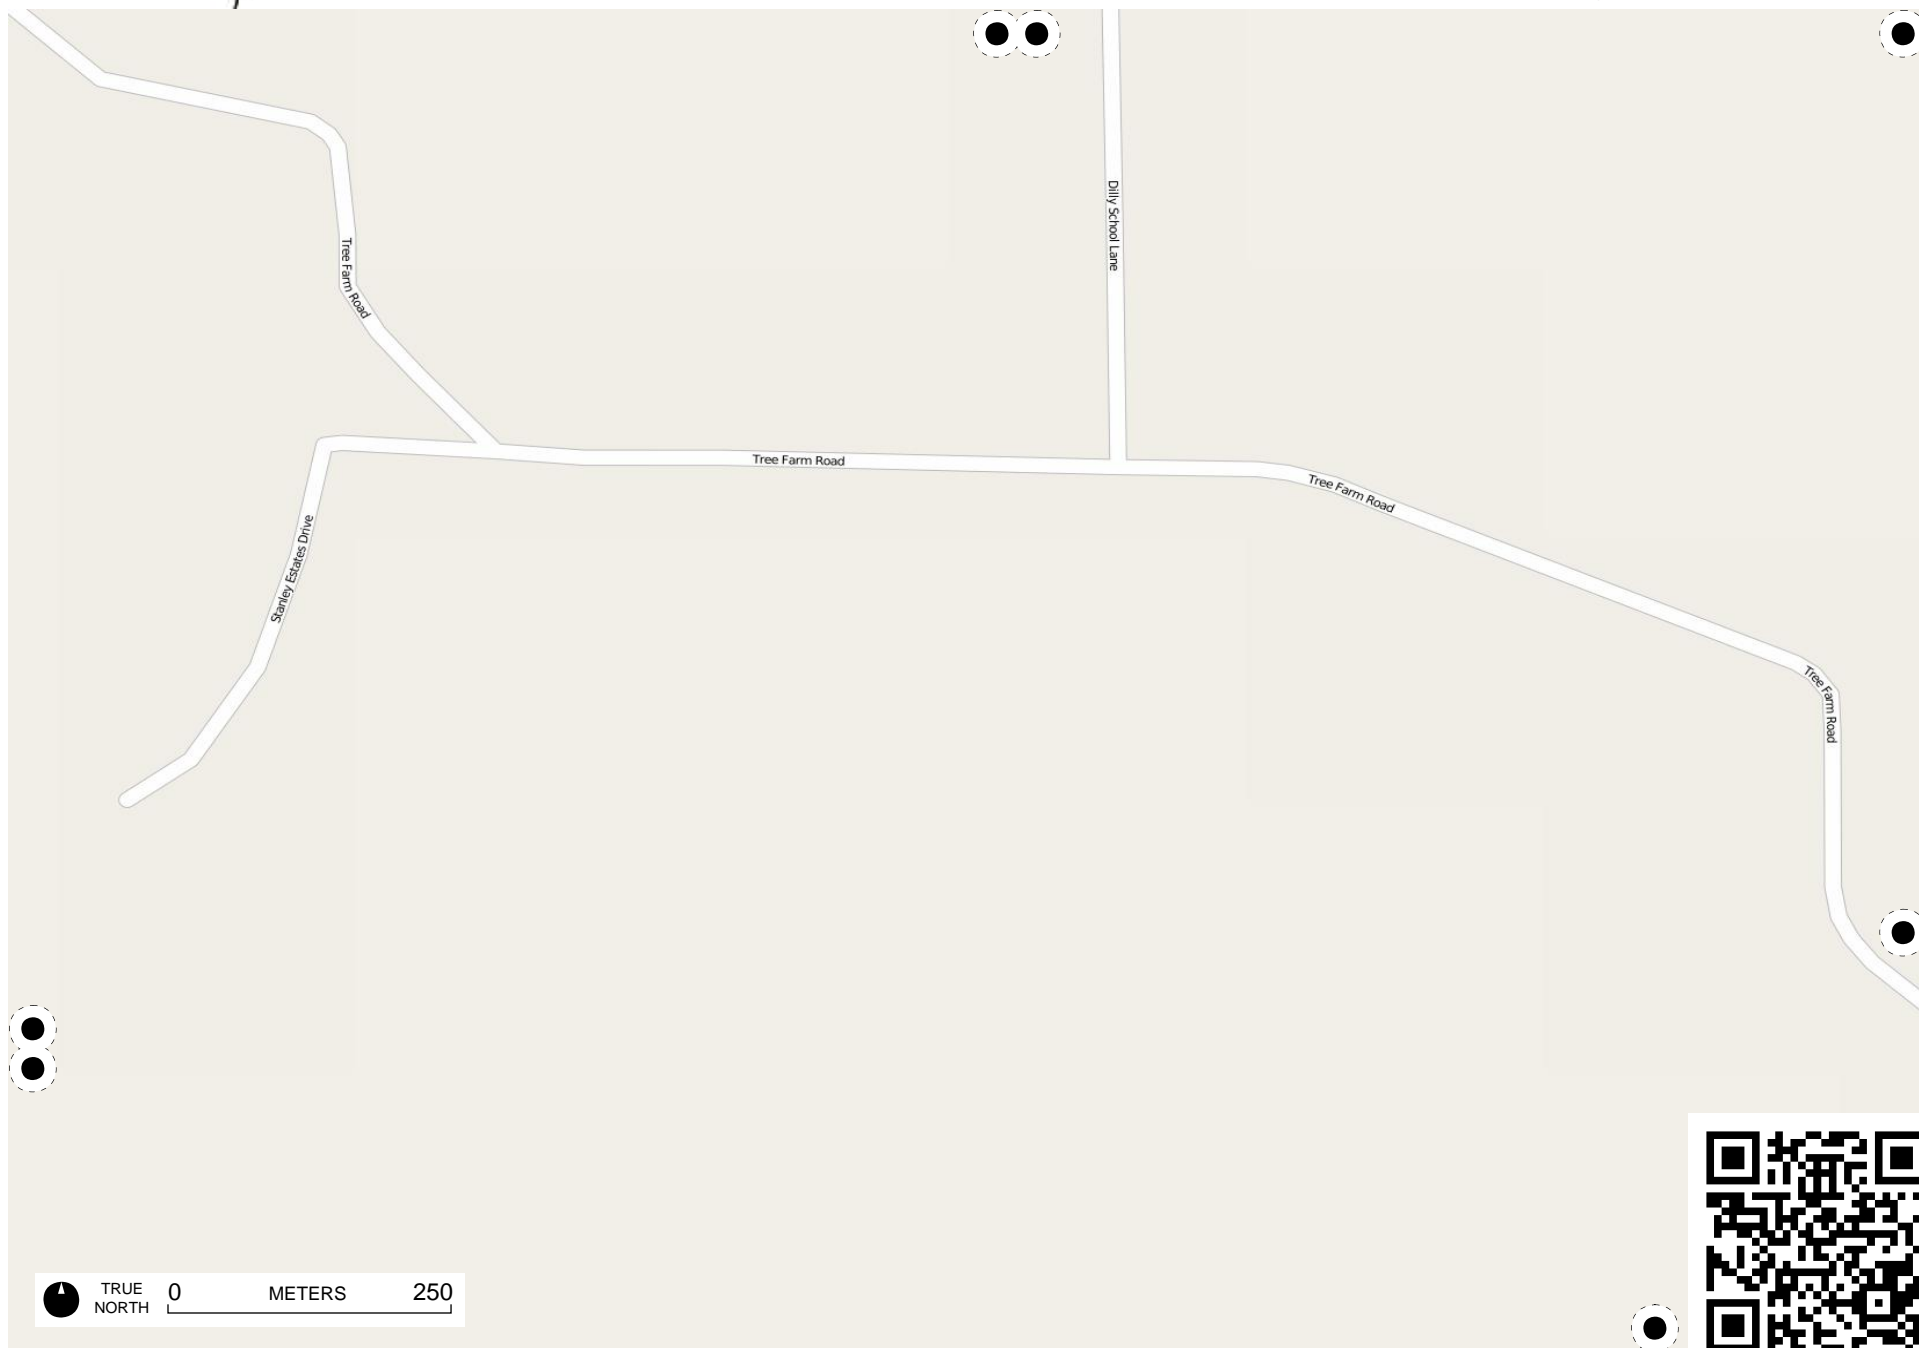 Dilly School Lane
Tree Farm Road
Tree Farm Road
Tree Farm Road
Stanley Estates Drive
Tree Farm Road
TRUE NORTH
0 METERS 250